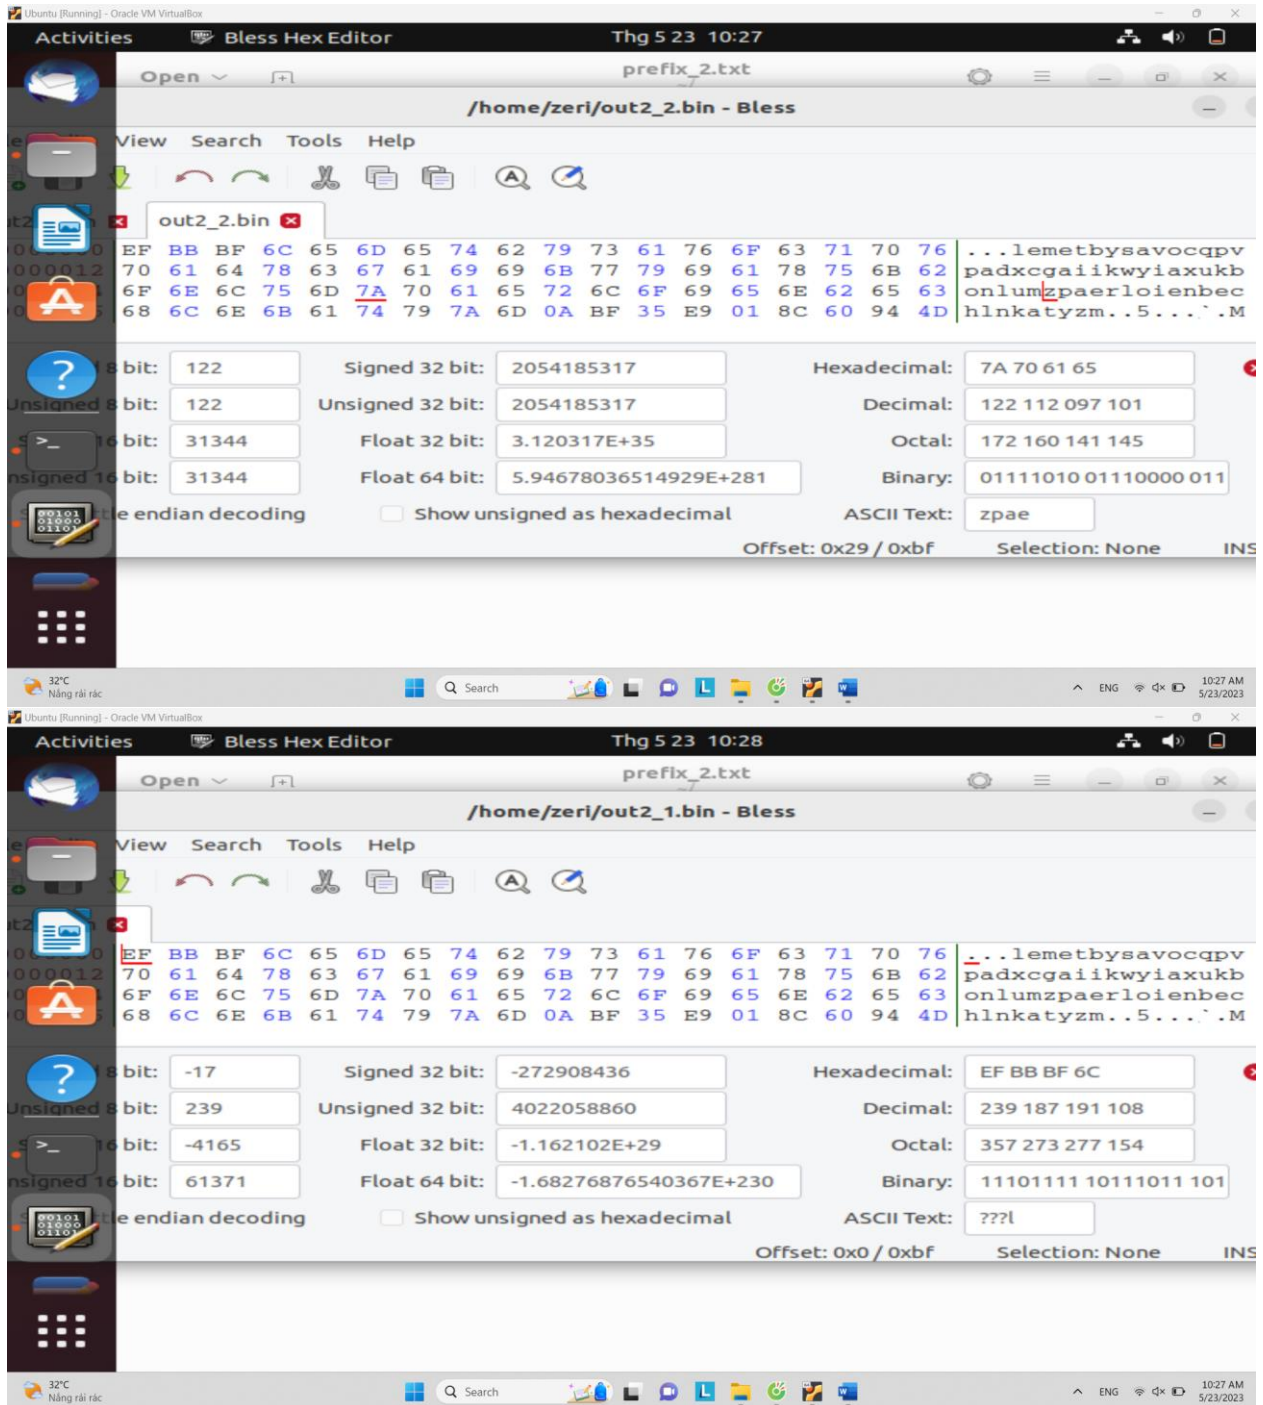 Ubuntu [Running] - Oracle VM VirtualBox
Activities Bless Hex Editor Thg 5 23 10:27
Open prefix_2.txt
/home/zeri/out2_2.bin - Bless
View Search Tools Help
out2_2.bin
EF BB BF 6C 65 6D 65 74 62 79 73 61 76 6F 63 71 70 76 ...lemetbysavocqpv
000012 70 61 64 78 63 67 61 69 69 6B 77 79 69 61 78 75 6B 62 padxcgaiikwyiaxukb
6F 6E 6C 75 6D 7A 70 61 65 72 6C 6F 69 65 6E 62 65 63 onlumzpaerloienbec
68 6C 6E 6B 61 74 79 7A 6D 0A BF 35 E9 01 8C 60 94 4D hlnkatyzm..5...`.M
8 bit: 122 Signed 32 bit: 2054185317 Hexadecimal: 7A 70 61 65
Unsigned 8 bit: 122 Unsigned 32 bit: 2054185317 Decimal: 122 112 097 101
16 bit: 31344 Float 32 bit: 3.120317E+35 Octal: 172 160 141 145
nsigned 16 bit: 31344 Float 64 bit: 5.94678036514929E+281 Binary: 01111010 01110000 011
ttle endian decoding Show unsigned as hexadecimal ASCII Text: zpae
Offset: 0x29 / 0xbf Selection: None INS
32°C
Nắng rải rác
Search
ENG
10:27 AM
5/23/2023
Ubuntu [Running] - Oracle VM VirtualBox
Activities Bless Hex Editor Thg 5 23 10:28
Open prefix_2.txt
/home/zeri/out2_1.bin - Bless
View Search Tools Help
EF BB BF 6C 65 6D 65 74 62 79 73 61 76 6F 63 71 70 76 ...lemetbysavocqpv
000012 70 61 64 78 63 67 61 69 69 6B 77 79 69 61 78 75 6B 62 padxcgaiikwyiaxukb
6F 6E 6C 75 6D 7A 70 61 65 72 6C 6F 69 65 6E 62 65 63 onlumzpaerloienbec
68 6C 6E 6B 61 74 79 7A 6D 0A BF 35 E9 01 8C 60 94 4D hlnkatyzm..5...`.M
8 bit: -17 Signed 32 bit: -272908436 Hexadecimal: EF BB BF 6C
Unsigned 8 bit: 239 Unsigned 32 bit: 4022058860 Decimal: 239 187 191 108
16 bit: -4165 Float 32 bit: -1.162102E+29 Octal: 357 273 277 154
nsigned 16 bit: 61371 Float 64 bit: -1.68276876540367E+230 Binary: 11101111 10111011 101
ttle endian decoding Show unsigned as hexadecimal ASCII Text: ???l
Offset: 0x0 / 0xbf Selection: None INS
32°C
Nắng rải rác
Search
ENG
10:27 AM
5/23/2023